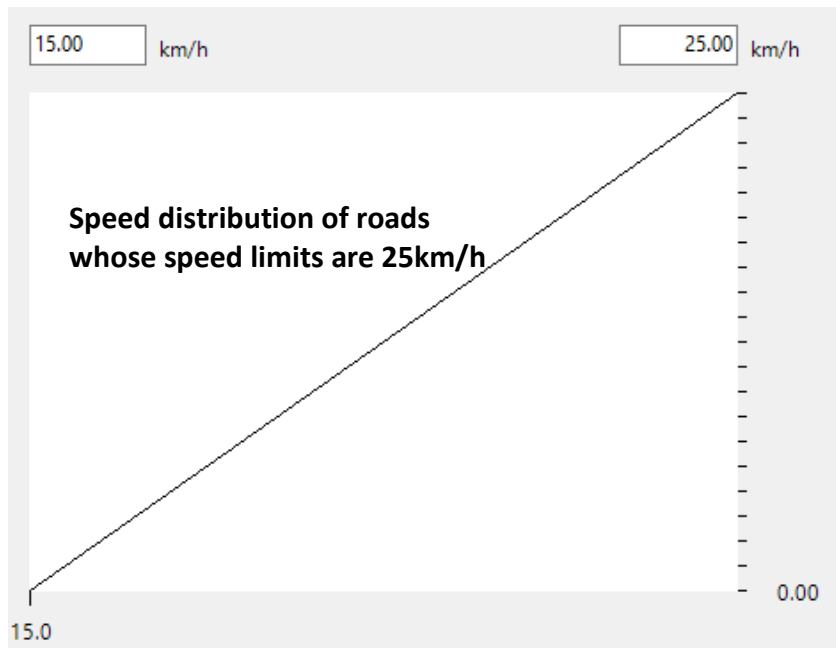 15.00 km/h 25.00 km/h
Speed distribution of roads
whose speed limits are 25km/h
0.00
15.0